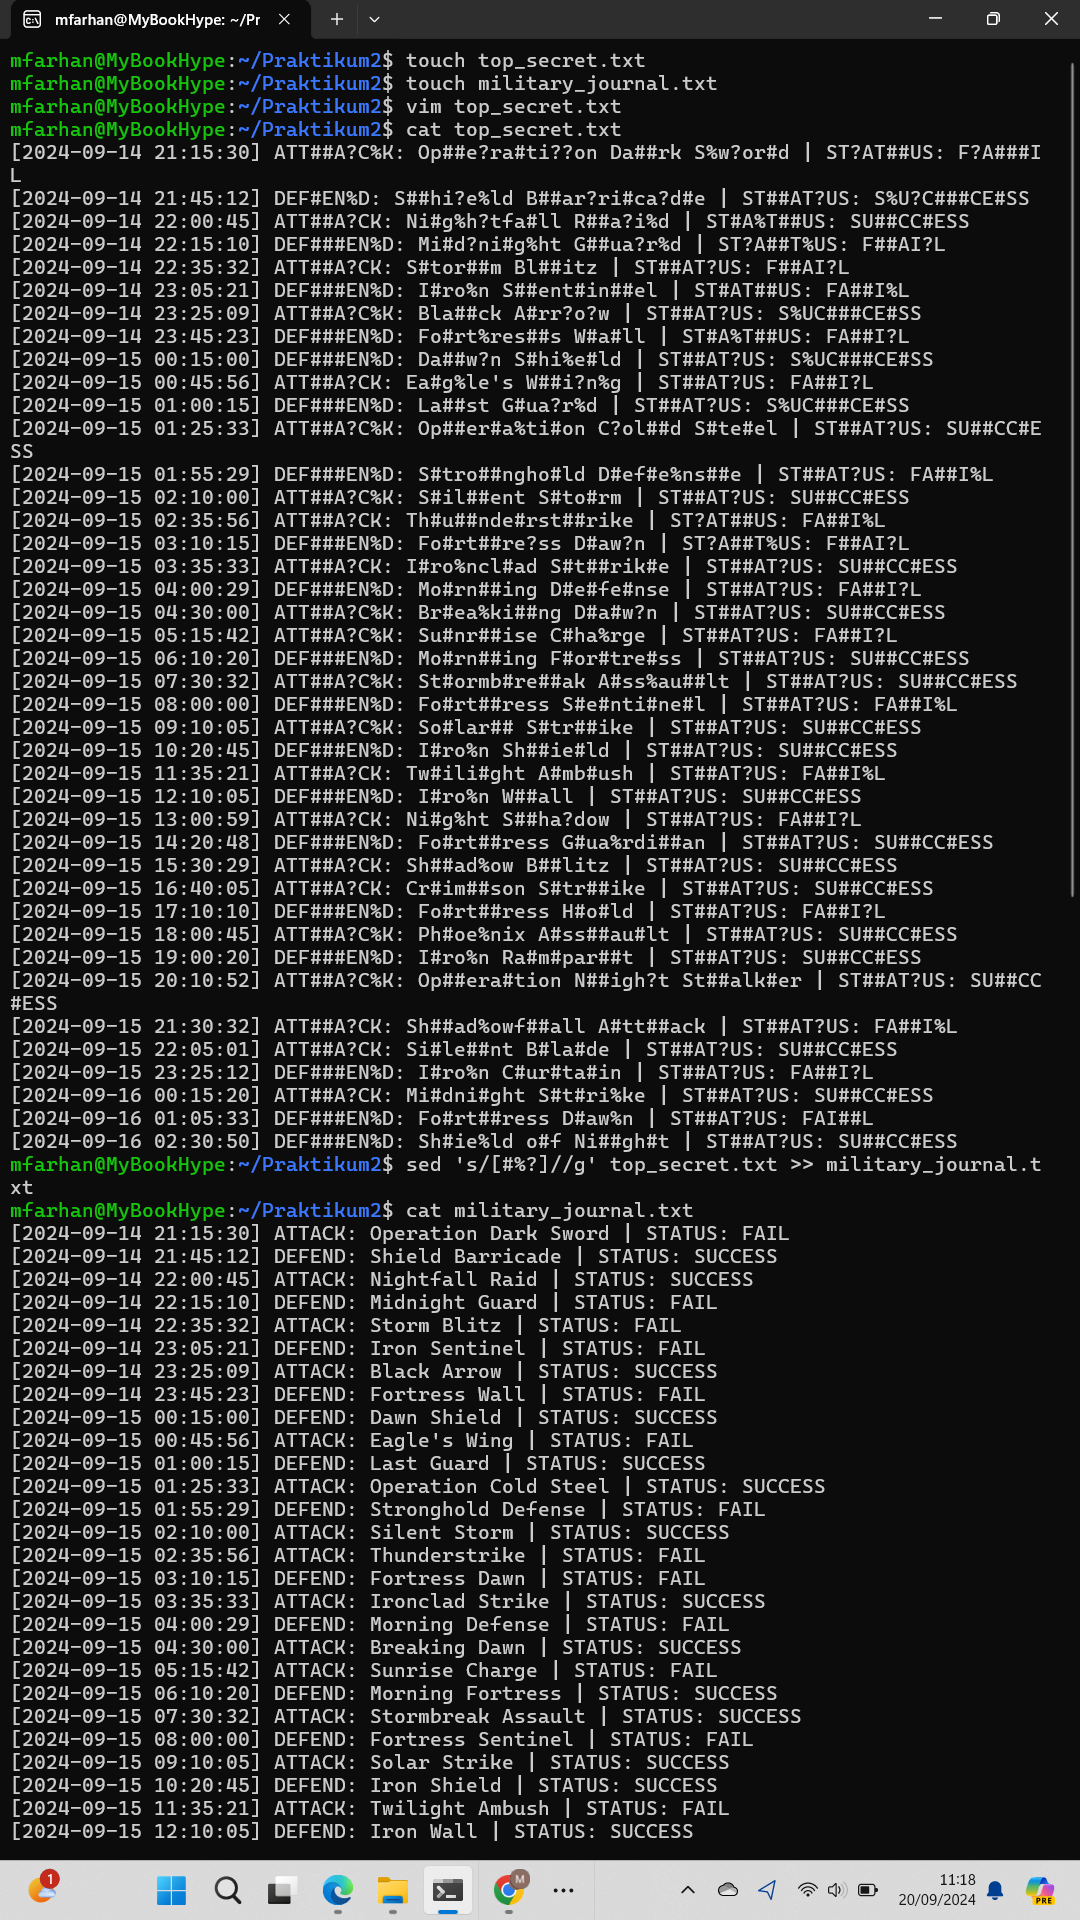 mfarhan@MyBookHype: ~/Pr
mfarhan@MyBookHype:~/Praktikum2$ touch top_secret.txt
mfarhan@MyBookHype:~/Praktikum2$ touch military_journal.txt
mfarhan@MyBookHype:~/Praktikum2$ vim top_secret.txt
mfarhan@MyBookHype:~/Praktikum2$ cat top_secret.txt
[2024-09-14 21:15:30] ATT##A?C%K: Op##e?ra#ti??on Da##rk S%w?or#d | ST?AT##US: F?A###I
L
[2024-09-14 21:45:12] DEF#EN%D: S##hi?e%ld B##ar?ri#ca?d#e | ST##AT?US: S%U?C###CE#SS
[2024-09-14 22:00:45] ATT##A?CK: Ni#g%h?tfa#ll R##a?i%d | ST#A%T##US: SU##CC#ESS
[2024-09-14 22:15:10] DEF###EN%D: Mi#d?ni#g%ht G##ua?r%d | ST?A##T%US: F##AI?L
[2024-09-14 22:35:32] ATT##A?CK: S#tor##m Bl##itz | ST##AT?US: F##AI?L
[2024-09-14 23:05:21] DEF###EN%D: I#ro%n S##ent#in##el | ST#AT##US: FA##I%L
[2024-09-14 23:25:09] ATT##A?CK: Bla##ck A#rr?o?w | ST##AT?US: S%UC###CE#SS
[2024-09-14 23:45:23] DEF###EN%D: Fo#rt%res##s W#a#ll | ST#A%T##US: FA##I?L
[2024-09-15 00:15:00] DEF###EN%D: Da##w?n S#hi%e#ld | ST##AT?US: S%UC###CE#SS
[2024-09-15 00:45:56] ATT##A?CK: Ea#g%le's W##i?n%g | ST##AT?US: FA##I?L
[2024-09-15 01:00:15] DEF###EN%D: La##st G#ua?r%d | ST##AT?US: S%UC###CE#SS
[2024-09-15 01:25:33] ATT##A?C%K: Op##er#a%ti#on C?ol##d S#te#el | ST##AT?US: SU##CC#E
SS
[2024-09-15 01:55:29] DEF###EN%D: S#tro##ngho#ld D#ef#e%ns##e | ST##AT?US: FA##I%L
[2024-09-15 02:10:00] ATT##A?C%K: S#il##ent S#to#rm | ST##AT?US: SU##CC#ESS
[2024-09-15 02:35:56] ATT##A?CK: Th#u##nde#rst##rike | ST?AT##US: FA##I%L
[2024-09-15 03:10:15] DEF###EN%D: Fo#rt##re?ss D#aw?n | ST?A##T%US: F##AI?L
[2024-09-15 03:35:33] ATT##A?CK: I#ro%ncl#ad S#t##rik#e | ST##AT?US: SU##CC#ESS
[2024-09-15 04:00:29] DEF###EN%D: Mo#rn##ing D#e#fe#nse | ST##AT?US: FA##I?L
[2024-09-15 04:30:00] ATT##A?C%K: Br#ea%ki##ng D#a#w?n | ST##AT?US: SU##CC#ESS
[2024-09-15 05:15:42] ATT##A?C%K: Su#nr##ise C#ha%rge | ST##AT?US: FA##I?L
[2024-09-15 06:10:20] DEF###EN%D: Mo#rn##ing F#or#tre#ss | ST##AT?US: SU##CC#ESS
[2024-09-15 07:30:32] ATT##A?C%K: St#ormb#re##ak A#ss%au##lt | ST##AT?US: SU##CC#ESS
[2024-09-15 08:00:00] DEF###EN%D: Fo#rt##ress S#e#nti#ne#l | ST##AT?US: FA##I%L
[2024-09-15 09:10:05] ATT##A?C%K: So#lar## S#tr##ike | ST##AT?US: SU##CC#ESS
[2024-09-15 10:20:45] DEF###EN%D: I#ro%n Sh##ie#ld | ST##AT?US: SU##CC#ESS
[2024-09-15 11:35:21] ATT##A?CK: Tw#ili#ght A#mb#ush | ST##AT?US: FA##I%L
[2024-09-15 12:10:05] DEF###EN%D: I#ro%n W##all | ST##AT?US: SU##CC#ESS
[2024-09-15 13:00:59] ATT##A?CK: Ni#g%ht S##ha?dow | ST##AT?US: FA##I?L
[2024-09-15 14:20:48] DEF###EN%D: Fo#rt##ress G#ua%rdi##an | ST##AT?US: SU##CC#ESS
[2024-09-15 15:30:29] ATT##A?CK: Sh##ad%ow B##litz | ST##AT?US: SU##CC#ESS
[2024-09-15 16:40:05] ATT##A?CK: Cr#im##son S#tr##ike | ST##AT?US: SU##CC#ESS
[2024-09-15 17:10:10] DEF###EN%D: Fo#rt##ress H#o#ld | ST##AT?US: FA##I?L
[2024-09-15 18:00:45] ATT##A?C%K: Ph#oe%nix A#ss##au#lt | ST##AT?US: SU##CC#ESS
[2024-09-15 19:00:20] DEF###EN%D: I#ro%n Ra#m#par##t | ST##AT?US: SU##CC#ESS
[2024-09-15 20:10:52] ATT##A?C%K: Op##era#tion N##igh?t St##alk#er | ST##AT?US: SU##CC
#ESS
[2024-09-15 21:30:32] ATT##A?CK: Sh##ad%owf##all A#tt##ack | ST##AT?US: FA##I%L
[2024-09-15 22:05:01] ATT##A?CK: Si#le##nt B#la#de | ST##AT?US: SU##CC#ESS
[2024-09-15 23:25:12] DEF###EN%D: I#ro%n C#ur#ta#in | ST##AT?US: FA##I?L
[2024-09-16 00:15:20] ATT##A?CK: Mi#dni#ght S#t#ri%ke | ST##AT?US: SU##CC#ESS
[2024-09-16 01:05:33] DEF###EN%D: Fo#rt##ress D#aw%n | ST##AT?US: FAI##L
[2024-09-16 02:30:50] DEF###EN%D: Sh#ie%ld o#f Ni##gh#t | ST##AT?US: SU##CC#ESS
mfarhan@MyBookHype:~/Praktikum2$ sed 's/[#%?]//g' top_secret.txt >> military_journal.t
xt
mfarhan@MyBookHype:~/Praktikum2$ cat military_journal.txt
[2024-09-14 21:15:30] ATTACK: Operation Dark Sword | STATUS: FAIL
[2024-09-14 21:45:12] DEFEND: Shield Barricade | STATUS: SUCCESS
[2024-09-14 22:00:45] ATTACK: Nightfall Raid | STATUS: SUCCESS
[2024-09-14 22:15:10] DEFEND: Midnight Guard | STATUS: FAIL
[2024-09-14 22:35:32] ATTACK: Storm Blitz | STATUS: FAIL
[2024-09-14 23:05:21] DEFEND: Iron Sentinel | STATUS: FAIL
[2024-09-14 23:25:09] ATTACK: Black Arrow | STATUS: SUCCESS
[2024-09-14 23:45:23] DEFEND: Fortress Wall | STATUS: FAIL
[2024-09-15 00:15:00] DEFEND: Dawn Shield | STATUS: SUCCESS
[2024-09-15 00:45:56] ATTACK: Eagle's Wing | STATUS: FAIL
[2024-09-15 01:00:15] DEFEND: Last Guard | STATUS: SUCCESS
[2024-09-15 01:25:33] ATTACK: Operation Cold Steel | STATUS: SUCCESS
[2024-09-15 01:55:29] DEFEND: Stronghold Defense | STATUS: FAIL
[2024-09-15 02:10:00] ATTACK: Silent Storm | STATUS: SUCCESS
[2024-09-15 02:35:56] ATTACK: Thunderstrike | STATUS: FAIL
[2024-09-15 03:10:15] DEFEND: Fortress Dawn | STATUS: FAIL
[2024-09-15 03:35:33] ATTACK: Ironclad Strike | STATUS: SUCCESS
[2024-09-15 04:00:29] DEFEND: Morning Defense | STATUS: FAIL
[2024-09-15 04:30:00] ATTACK: Breaking Dawn | STATUS: SUCCESS
[2024-09-15 05:15:42] ATTACK: Sunrise Charge | STATUS: FAIL
[2024-09-15 06:10:20] DEFEND: Morning Fortress | STATUS: SUCCESS
[2024-09-15 07:30:32] ATTACK: Stormbreak Assault | STATUS: SUCCESS
[2024-09-15 08:00:00] DEFEND: Fortress Sentinel | STATUS: FAIL
[2024-09-15 09:10:05] ATTACK: Solar Strike | STATUS: SUCCESS
[2024-09-15 10:20:45] DEFEND: Iron Shield | STATUS: SUCCESS
[2024-09-15 11:35:21] ATTACK: Twilight Ambush | STATUS: FAIL
[2024-09-15 12:10:05] DEFEND: Iron Wall | STATUS: SUCCESS
1
M
11:18
20/09/2024
PRE